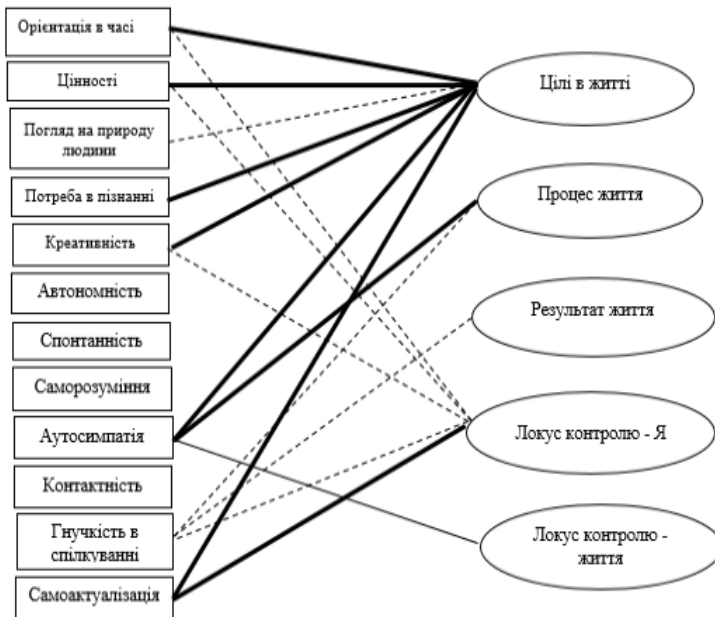 Орієнтація в часі
Цінності
Погляд на природу
людини
Потреба в пізнанні
Креативність
Автономність
Спонтанність
Саморозуміння
Аутосимпатія
Контактність
Гнучкість в
спілкуванні
Самоактуалізація
Цілі в житті
Процес життя
Результат життя
Локус контролю - Я
Локус контролю -
життя